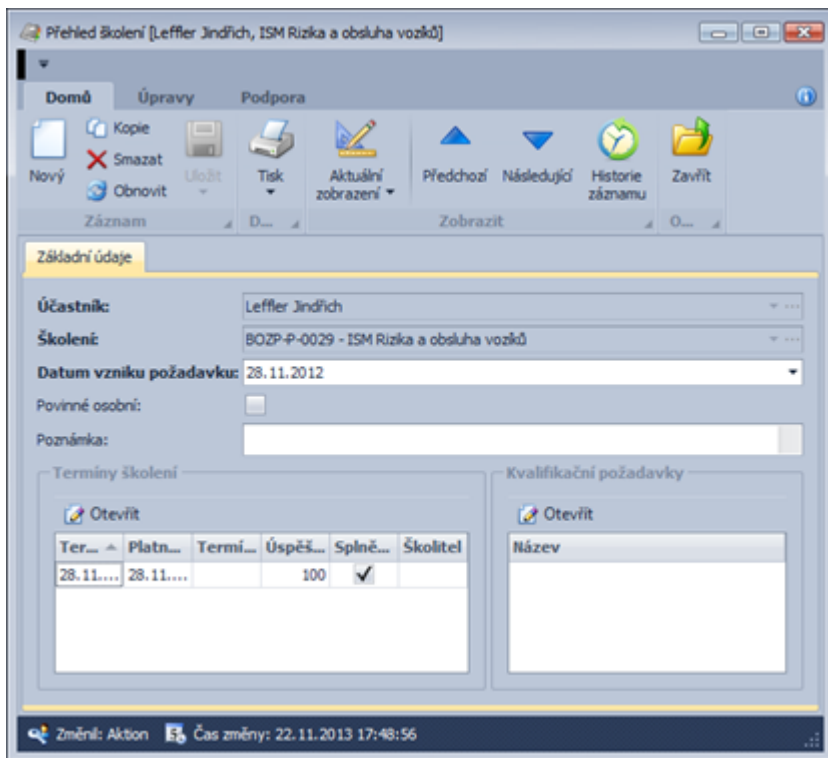 Přehled školení [Leffler Jindřich, ISM Rizika a obsluha vozíků]
Domů Úpravy Podpora
Nový Kopie Smazat Obnovit Uložit Tisk Aktuální zobrazení Předchozí Následující Historie záznamu Zavřít
Záznam D... Zobrazit O...
Základní údaje
Účastník: Leffler Jindřich
Školení: BOZP-P-0029 - ISM Rizika a obsluha vozíků
Datum vzniku požadavku: 28.11.2012
Povinné osobní:
Poznámka:
Termíny školení Kvalifikační požadavky
Otevřít Otevřít
Ter... Platn... Termí... Úspěš... Splně... Školitel Název
28.11.... 28.11.... 100
Změnil: Aktion Čas změny: 22.11.2013 17:48:56